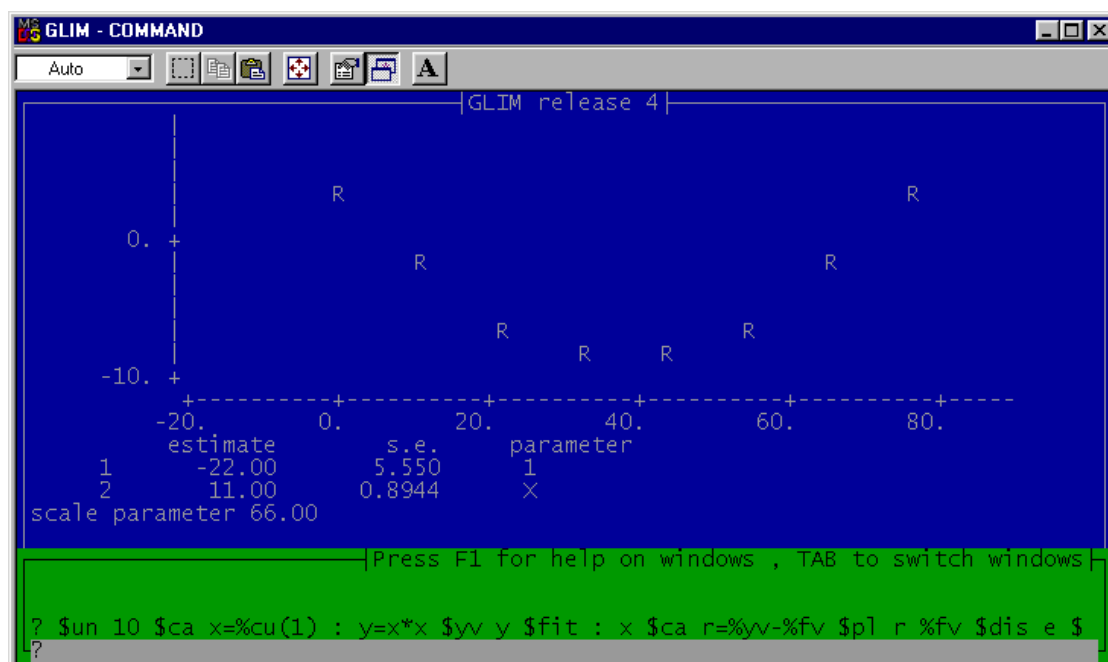 GLIM - COMMAND
Auto
A
GLIM release 4
R R
0. +
R R
R R
R R
-10. +
+----------+---------+---------+---------+---------+-----
-20. 0. 20. 40. 60. 80.
estimate s.e. parameter
1 -22.00 5.550 1
2 11.00 0.8944 X
scale parameter 66.00
Press F1 for help on windows , TAB to switch windows
? $un 10 $ca x=%cu(1) : y=x*x $yv y $fit : x $ca r=%yv-%fv $pl r %fv $dis e $
?